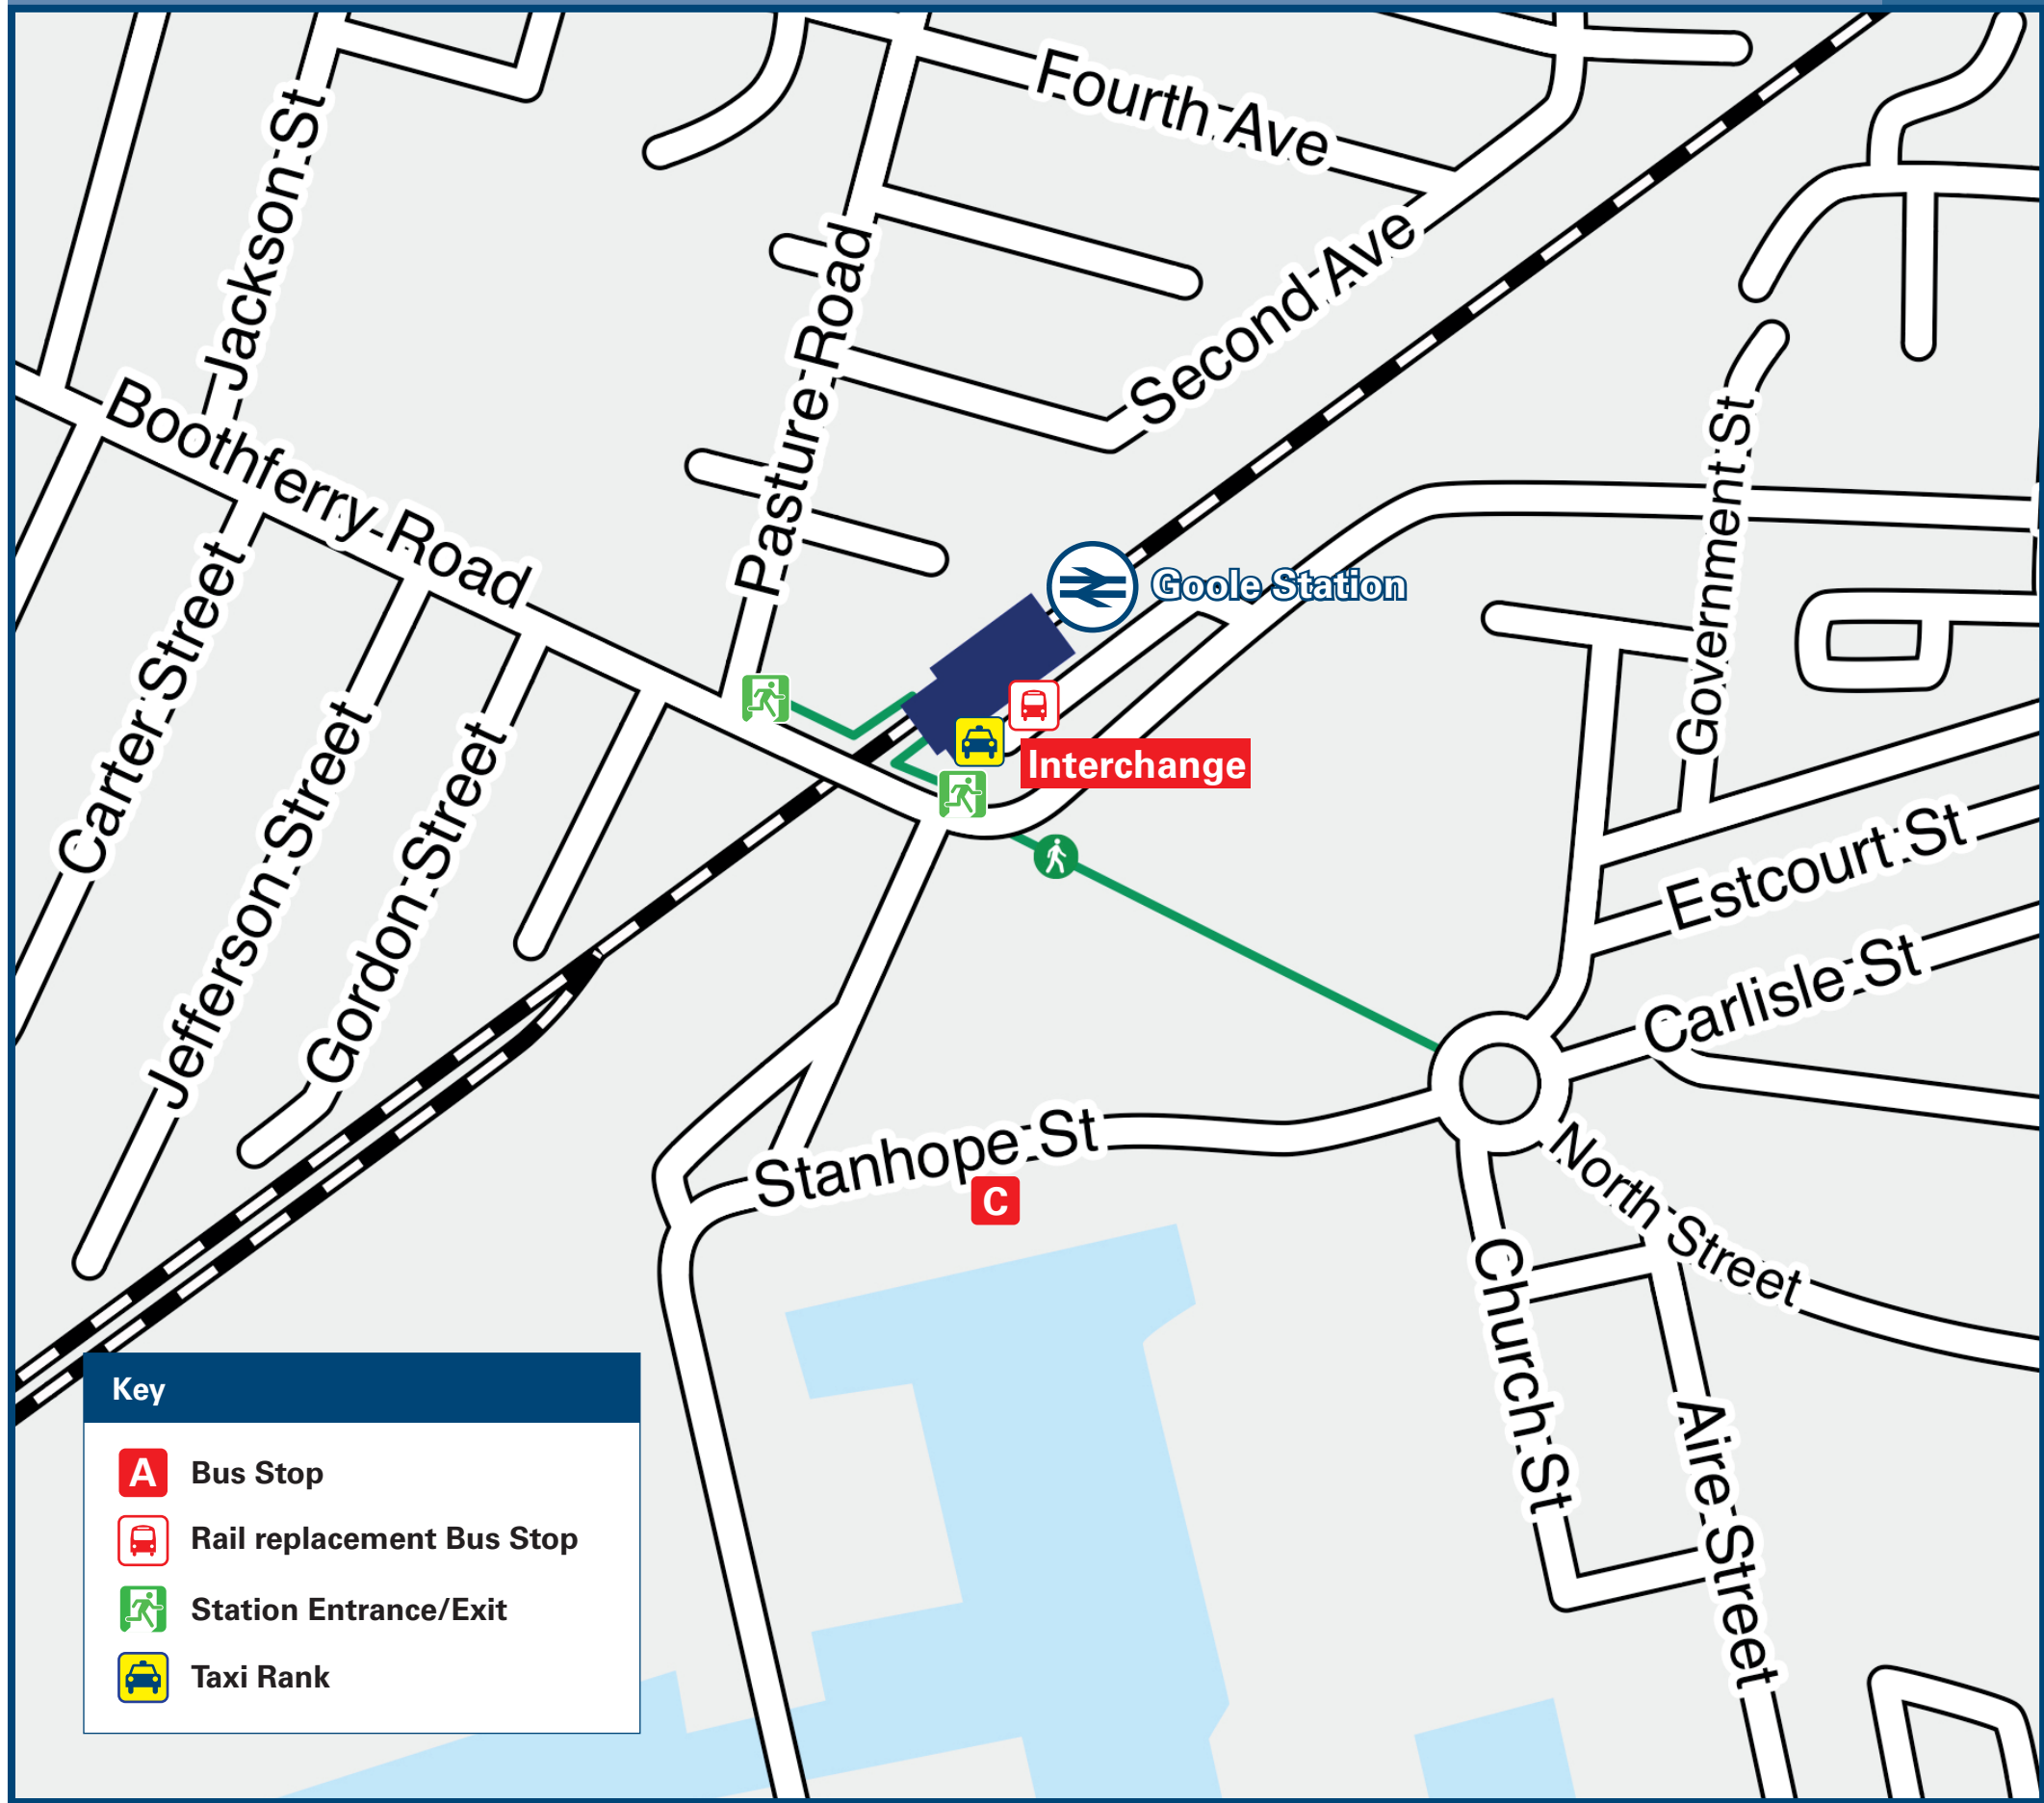 Fourth Ave
Jackson St
Second Ave
Pasture Road
Boothferry Road
Government St
Goole Station
Carter Street
Jefferson Street
Gordon Street
Interchange
Estcourt St
Carlisle St
Stanhope St
C
North Street
Church St
Aire Street
Key
A Bus Stop
Rail replacement Bus Stop
Station Entrance/Exit
Taxi Rank